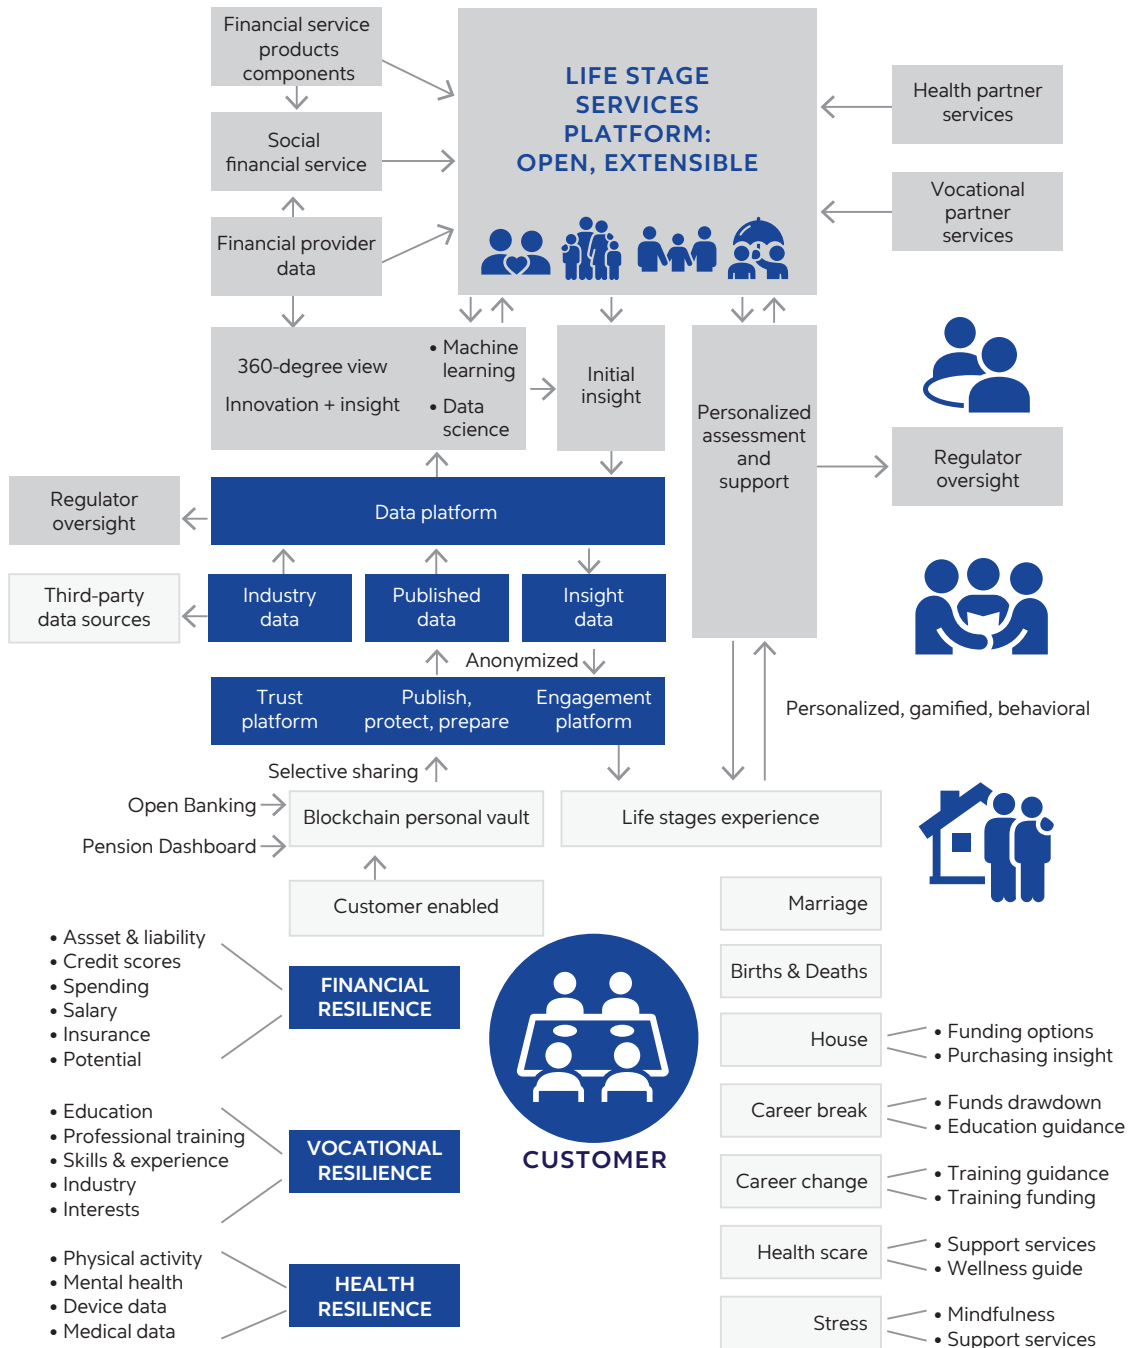 Financial service
products
components
LIFE STAGE
SERVICES
PLATFORM:
OPEN, EXTENSIBLE
Health partner
services
Social
financial service
Vocational
partner
services
Financial provider
data
360-degree view
Innovation + insight
• Machine
learning
• Data
science
Initial
insight
Personalized
assessment
and
support
Regulator
oversight
Regulator
oversight
Data platform
Third-party
data sources
Industry
data
Published
data
Insight
data
Anonymized
Trust
platform
Publish,
protect, prepare
Engagement
platform
Personalized, gamified, behavioral
Selective sharing
Open Banking
Pension Dashboard
Blockchain personal vault
Life stages experience
Customer enabled
• Assset & liability
• Credit scores
• Spending
• Salary
• Insurance
• Potential
FINANCIAL
RESILIENCE
• Education
• Professional training
• Skills & experience
• Industry
• Interests
VOCATIONAL
RESILIENCE
• Physical activity
• Mental health
• Device data
• Medical data
HEALTH
RESILIENCE
CUSTOMER
Marriage
Births & Deaths
House
• Funding options
• Purchasing insight
Career break
• Funds drawdown
• Education guidance
Career change
• Training guidance
• Training funding
Health scare
• Support services
• Wellness guide
Stress
• Mindfulness
• Support services